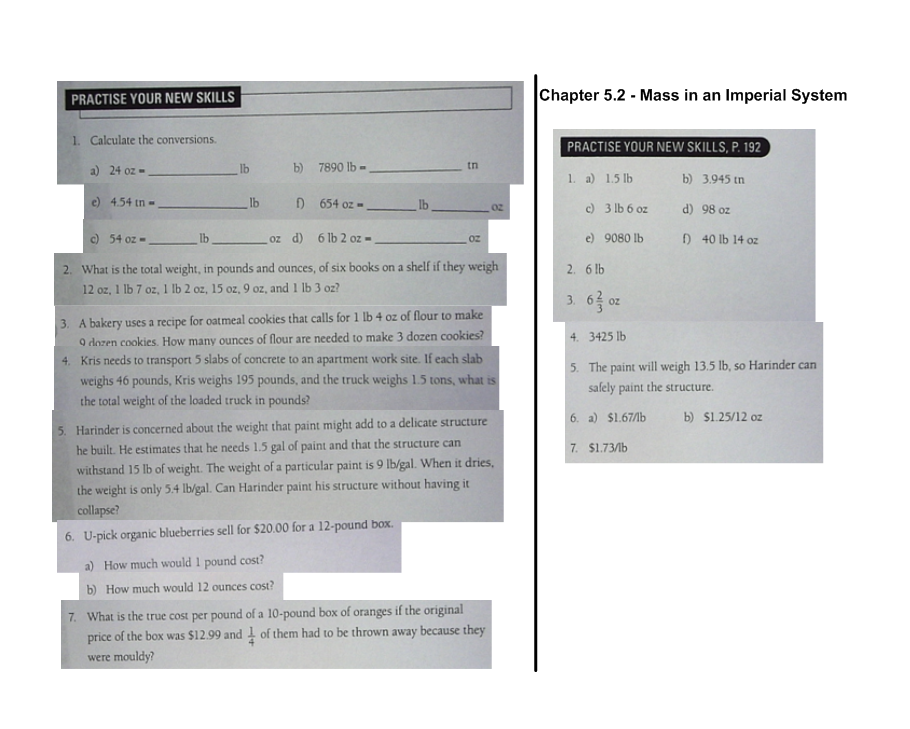 PRACTISE YOUR NEW SKILLS
1. Calculate the conversions.
a) 24 oz = ____________ lb b) 7890 lb = ____________ tn
e) 4.54 tn = ____________ lb f) 654 oz = ______ lb ______ oz
c) 54 oz = ______ lb ______ oz d) 6 lb 2 oz = ____________ oz
2. What is the total weight, in pounds and ounces, of six books on a shelf if they weigh
12 oz, 1 lb 7 oz, 1 lb 2 oz, 15 oz, 9 oz, and 1 lb 3 oz?
3. A bakery uses a recipe for oatmeal cookies that calls for 1 lb 4 oz of flour to make
9 dozen cookies. How many ounces of flour are needed to make 3 dozen cookies?
4. Kris needs to transport 5 slabs of concrete to an apartment work site. If each slab
weighs 46 pounds, Kris weighs 195 pounds, and the truck weighs 1.5 tons, what is
the total weight of the loaded truck in pounds?
5. Harinder is concerned about the weight that paint might add to a delicate structure
he built. He estimates that he needs 1.5 gal of paint and that the structure can
withstand 15 lb of weight. The weight of a particular paint is 9 lb/gal. When it dries,
the weight is only 5.4 lb/gal. Can Harinder paint his structure without having it
collapse?
6. U-pick organic blueberries sell for $20.00 for a 12-pound box.
a) How much would 1 pound cost?
b) How much would 12 ounces cost?
7. What is the true cost per pound of a 10-pound box of oranges if the original
price of the box was $12.99 and 1/4 of them had to be thrown away because they
were mouldy?
Chapter 5.2 - Mass in an Imperial System
PRACTISE YOUR NEW SKILLS, P. 192
1. a) 1.5 lb b) 3.945 tn
c) 3 lb 6 oz d) 98 oz
e) 9080 lb f) 40 lb 14 oz
2. 6 lb
3. 6 2/3 oz
4. 3425 lb
5. The paint will weigh 13.5 lb, so Harinder can
safely paint the structure.
6. a) $1.67/lb b) $1.25/12 oz
7. $1.73/lb